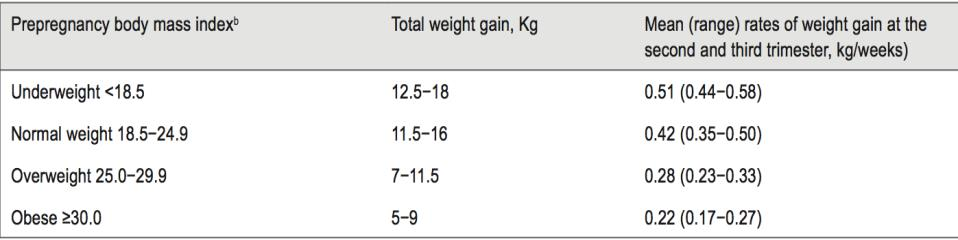 Prepregnancy body mass indexᵇ Total weight gain, Kg Mean (range) rates of weight gain at the
second and third trimester, kg/weeks)
Underweight <18.5 12.5−18 0.51 (0.44−0.58)
Normal weight 18.5−24.9 11.5−16 0.42 (0.35−0.50)
Overweight 25.0−29.9 7−11.5 0.28 (0.23−0.33)
Obese ≥30.0 5−9 0.22 (0.17−0.27)